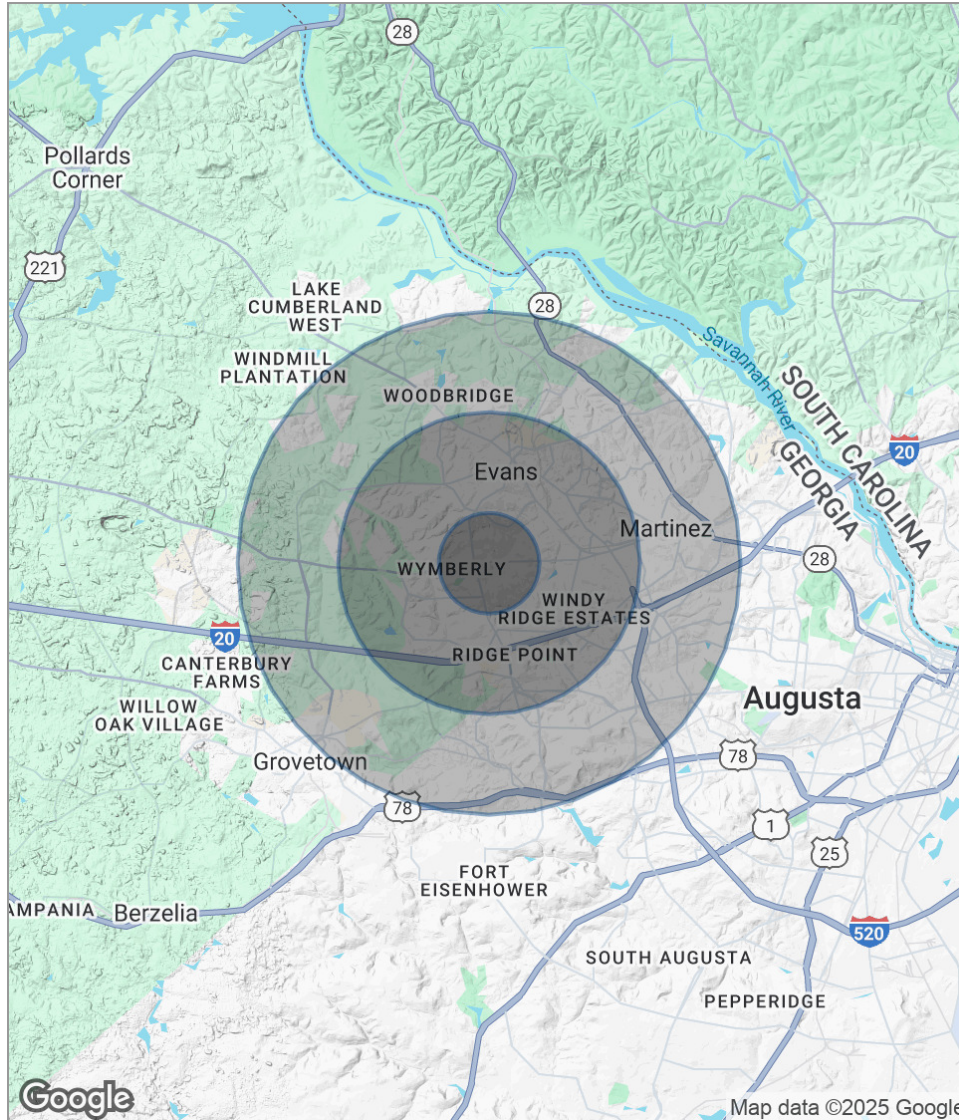 28
Pollards
Corner
221
LAKE
CUMBERLAND
WEST
28
WINDMILL
PLANTATION
WOODBRIDGE
Savannah River
SOUTH CAROLINA
GEORGIA
20
Evans
Martinez
28
WYMBERLY
WINDY
RIDGE ESTATES
20
RIDGE POINT
CANTERBURY
FARMS
WILLOW
OAK VILLAGE
Augusta
Grovetown
78
78
1
25
FORT
EISENHOWER
AMPANIA
Berzelia
520
SOUTH AUGUSTA
PEPPERIDGE
Google
Map data ©2025 Google